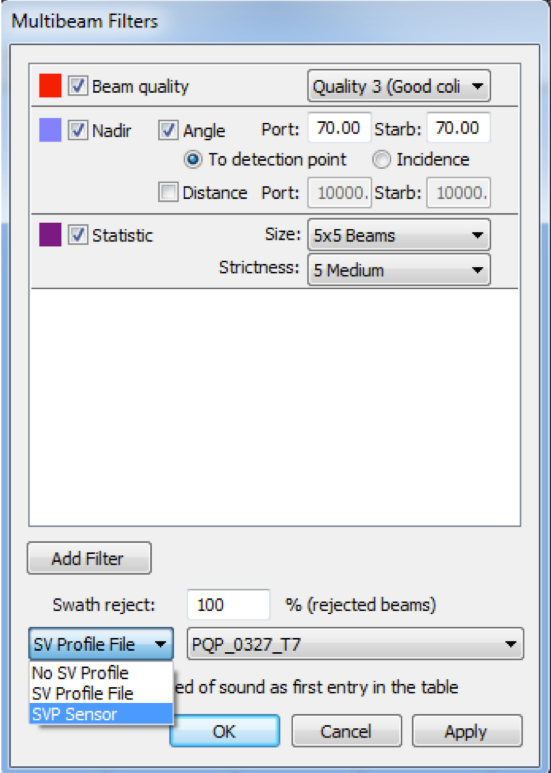 Multibeam Filters
Beam quality Quality 3 (Good coli
Nadir Angle Port: 70.00 Starb: 70.00
To detection point Incidence
Distance Port: 10000. Starb: 10000.
Statistic Size: 5x5 Beams
Strictness: 5 Medium
Add Filter
Swath reject: 100 % (rejected beams)
SV Profile File PQP_0327_T7
No SV Profile
SV Profile File
ed of sound as first entry in the table
SVP Sensor
OK Cancel Apply